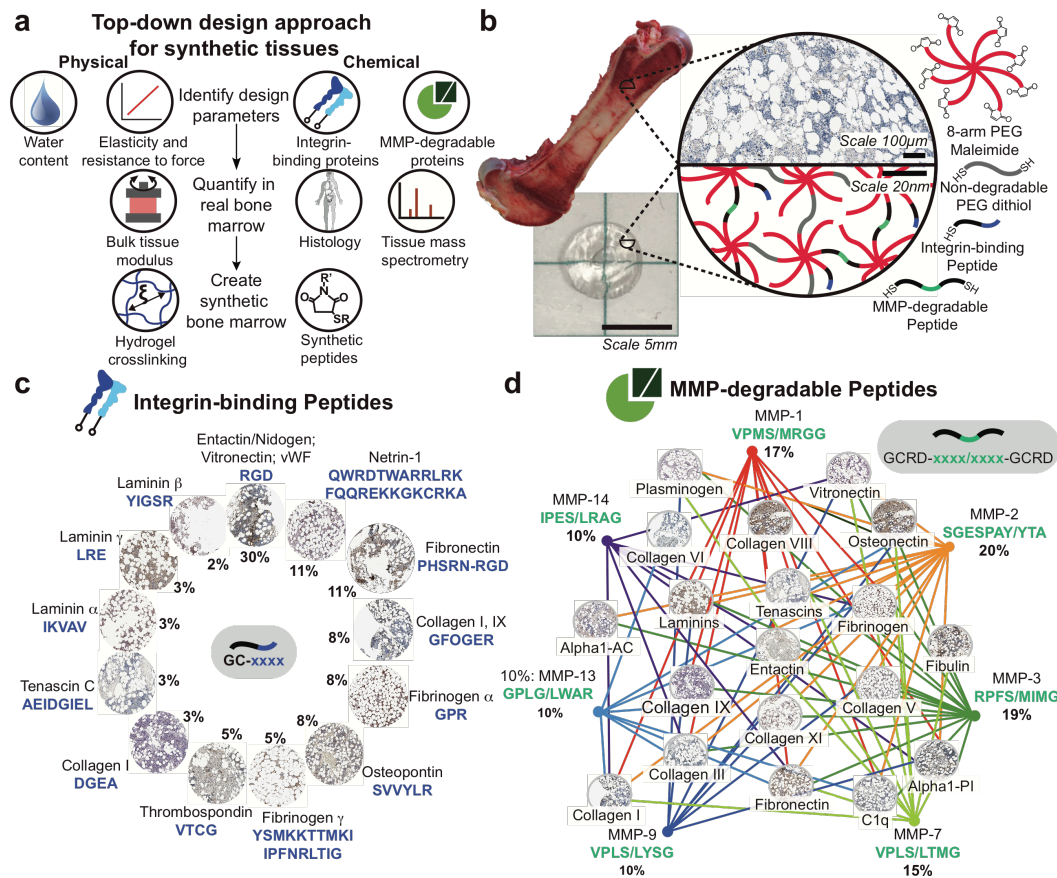 a
Top-down design approach
for synthetic tissues
Physical
Chemical
Identify design
parameters
Water
content
Elasticity and
resistance to force
Integrin-
binding proteins
MMP-degradable
proteins
Quantify in
real bone
marrow
Bulk tissue
modulus
Histology
Tissue mass
spectrometry
Create
synthetic
bone marrow
ξ
R'
N
O
O
SR
Hydrogel
crosslinking
Synthetic
peptides
b
Scale 100µm
Scale 20nm
Scale 5mm
8-arm PEG
Maleimide
HS
SH
Non-degradable
PEG dithiol
HS
Integrin-binding
Peptide
HS
SH
MMP-degradable
Peptide
c
Integrin-binding Peptides
Entactin/Nidogen;
Vitronectin; vWF
RGD
30%
Netrin-1
QWRDTWARRLRK
FQQREKKGKCRKA
11%
Fibronectin
PHSRN-RGD
11%
Collagen I, IX
GFOGER
8%
Fibrinogen α
GPR
8%
Osteopontin
SVVYLR
8%
Fibrinogen γ
YSMKKTTMKI
IPFNRLTIG
5%
Thrombospondin
VTCG
5%
Collagen I
DGEA
3%
Tenascin C
AEIDGIEL
3%
Laminin α
IKVAV
3%
Laminin γ
LRE
3%
Laminin β
YIGSR
2%
GC-xxxx
d
MMP-degradable Peptides
MMP-1
VPMS/MRGG
17%
GCRD-xxxx/xxxx-GCRD
MMP-14
IPES/LRAG
10%
MMP-2
SGESPAY/YTA
20%
Plasminogen
Vitronectin
Collagen VI
Collagen VIII
Osteonectin
Alpha1-AC
Laminins
Tenascins
Fibrinogen
Entactin
Fibulin
10%: MMP-13
GPLG/LWAR
10%
Collagen IX
Collagen V
MMP-3
RPFS/MIMG
19%
Collagen XI
Collagen III
Alpha1-PI
Collagen I
Fibronectin
C1q
MMP-9
VPLS/LYSG
10%
MMP-7
VPLS/LTMG
15%